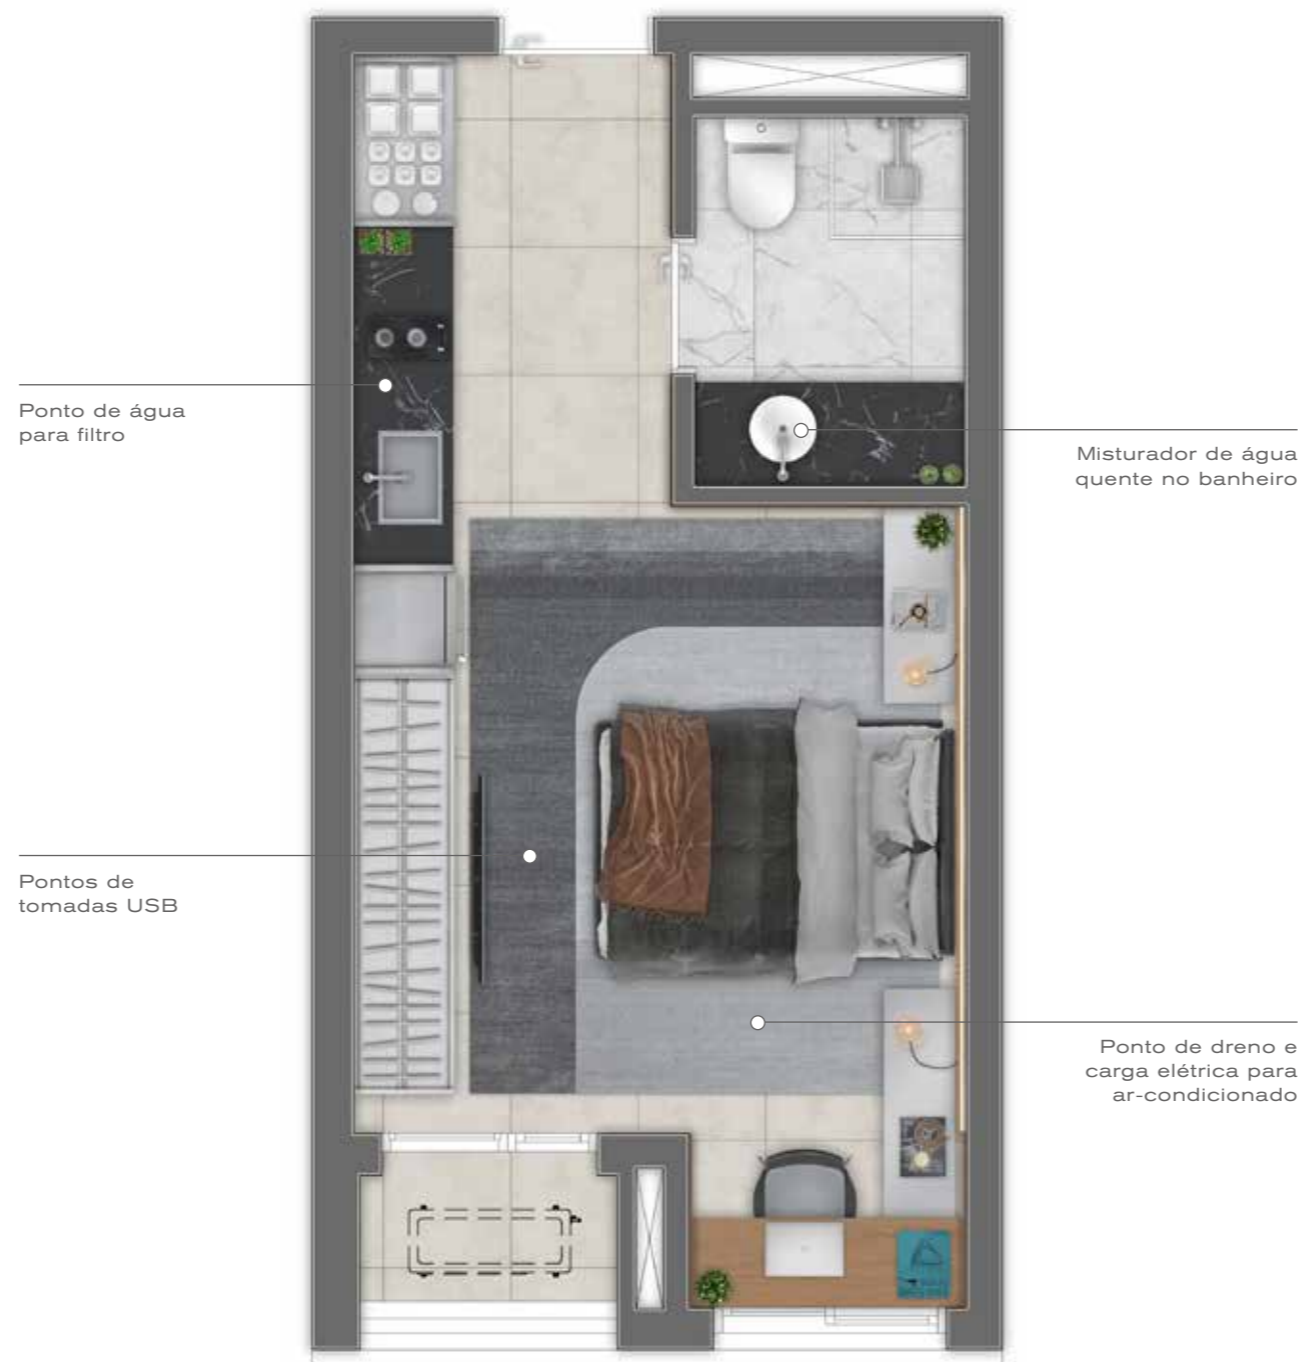 Ponto de água
para filtro
Misturador de água
quente no banheiro
Pontos de
tomadas USB
Ponto de dreno e
carga elétrica para
ar-condicionado